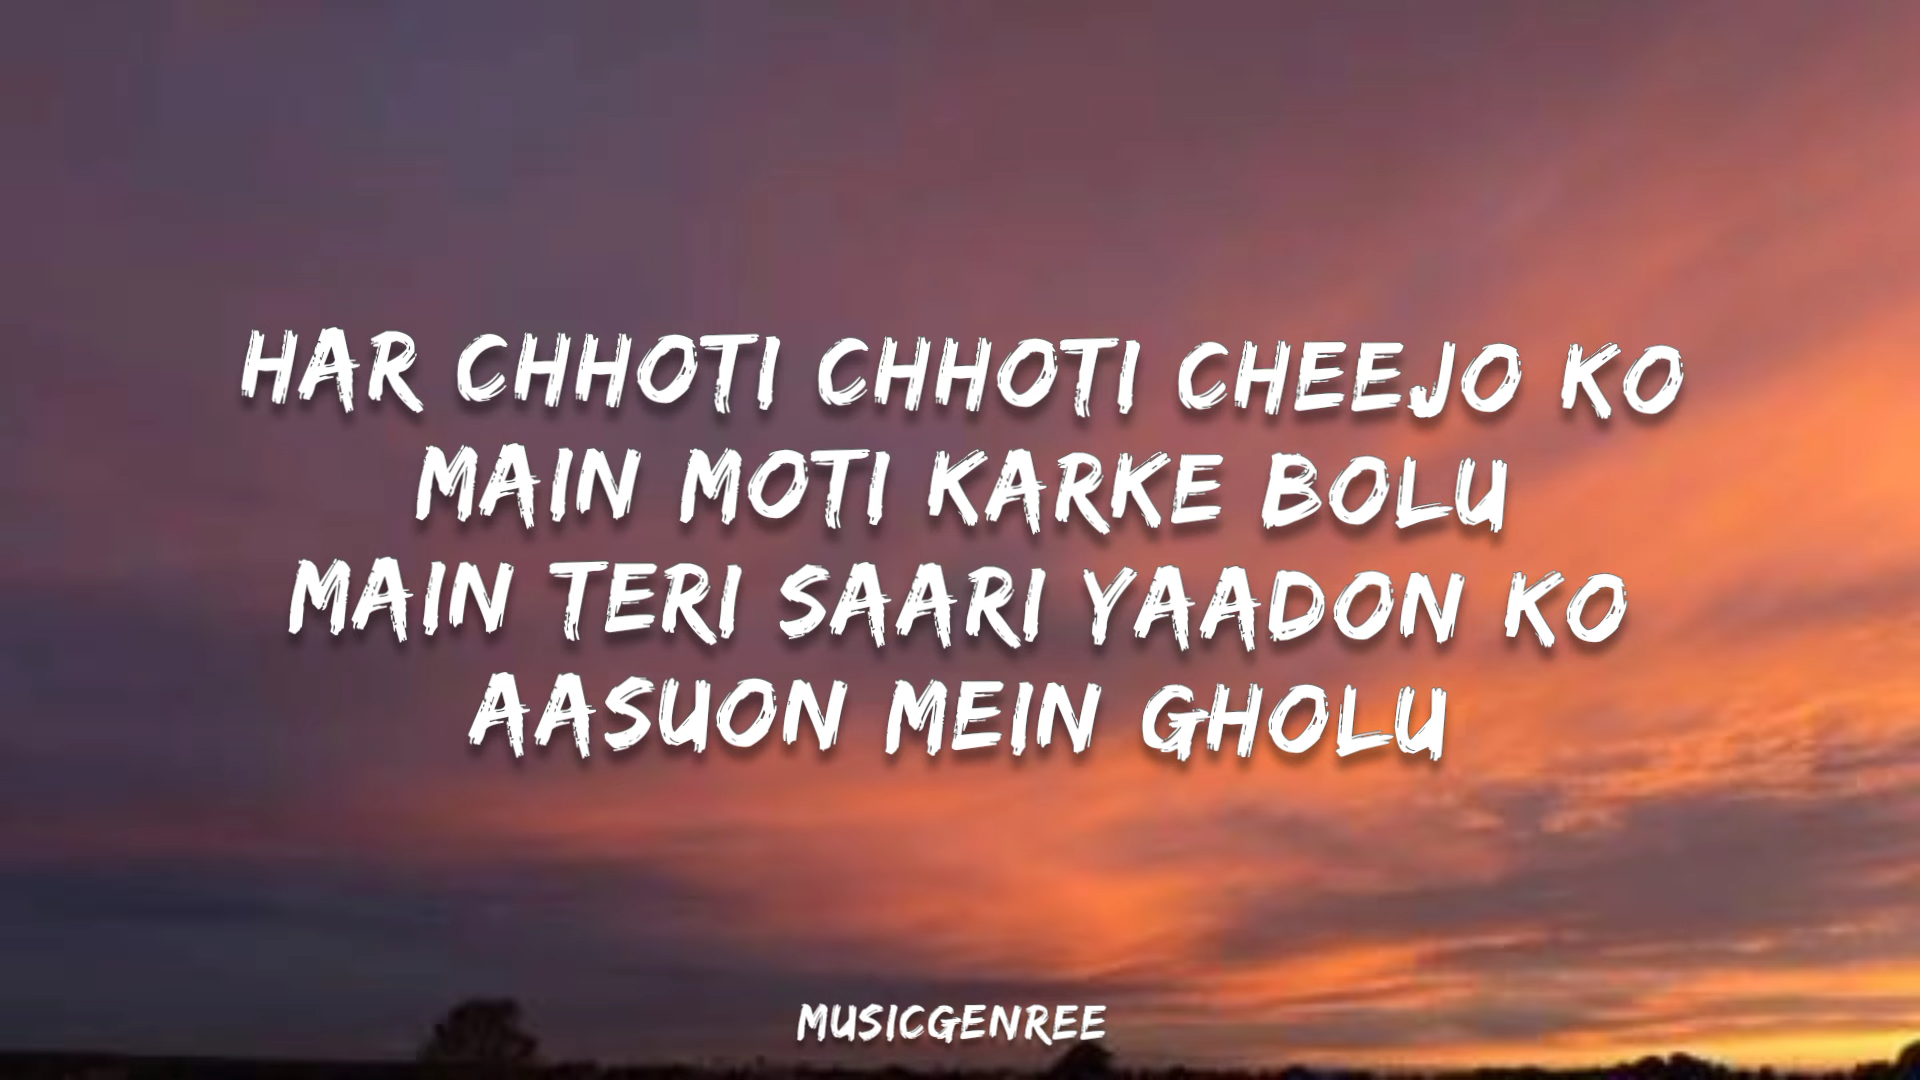 HAR CHHOTI CHHOTI CHEEJO KO
MAIN MOTI KARKE BOLU
MAIN TERI SAARI YAADON KO
AASUON MEIN GHOLU
MUSICGENREE